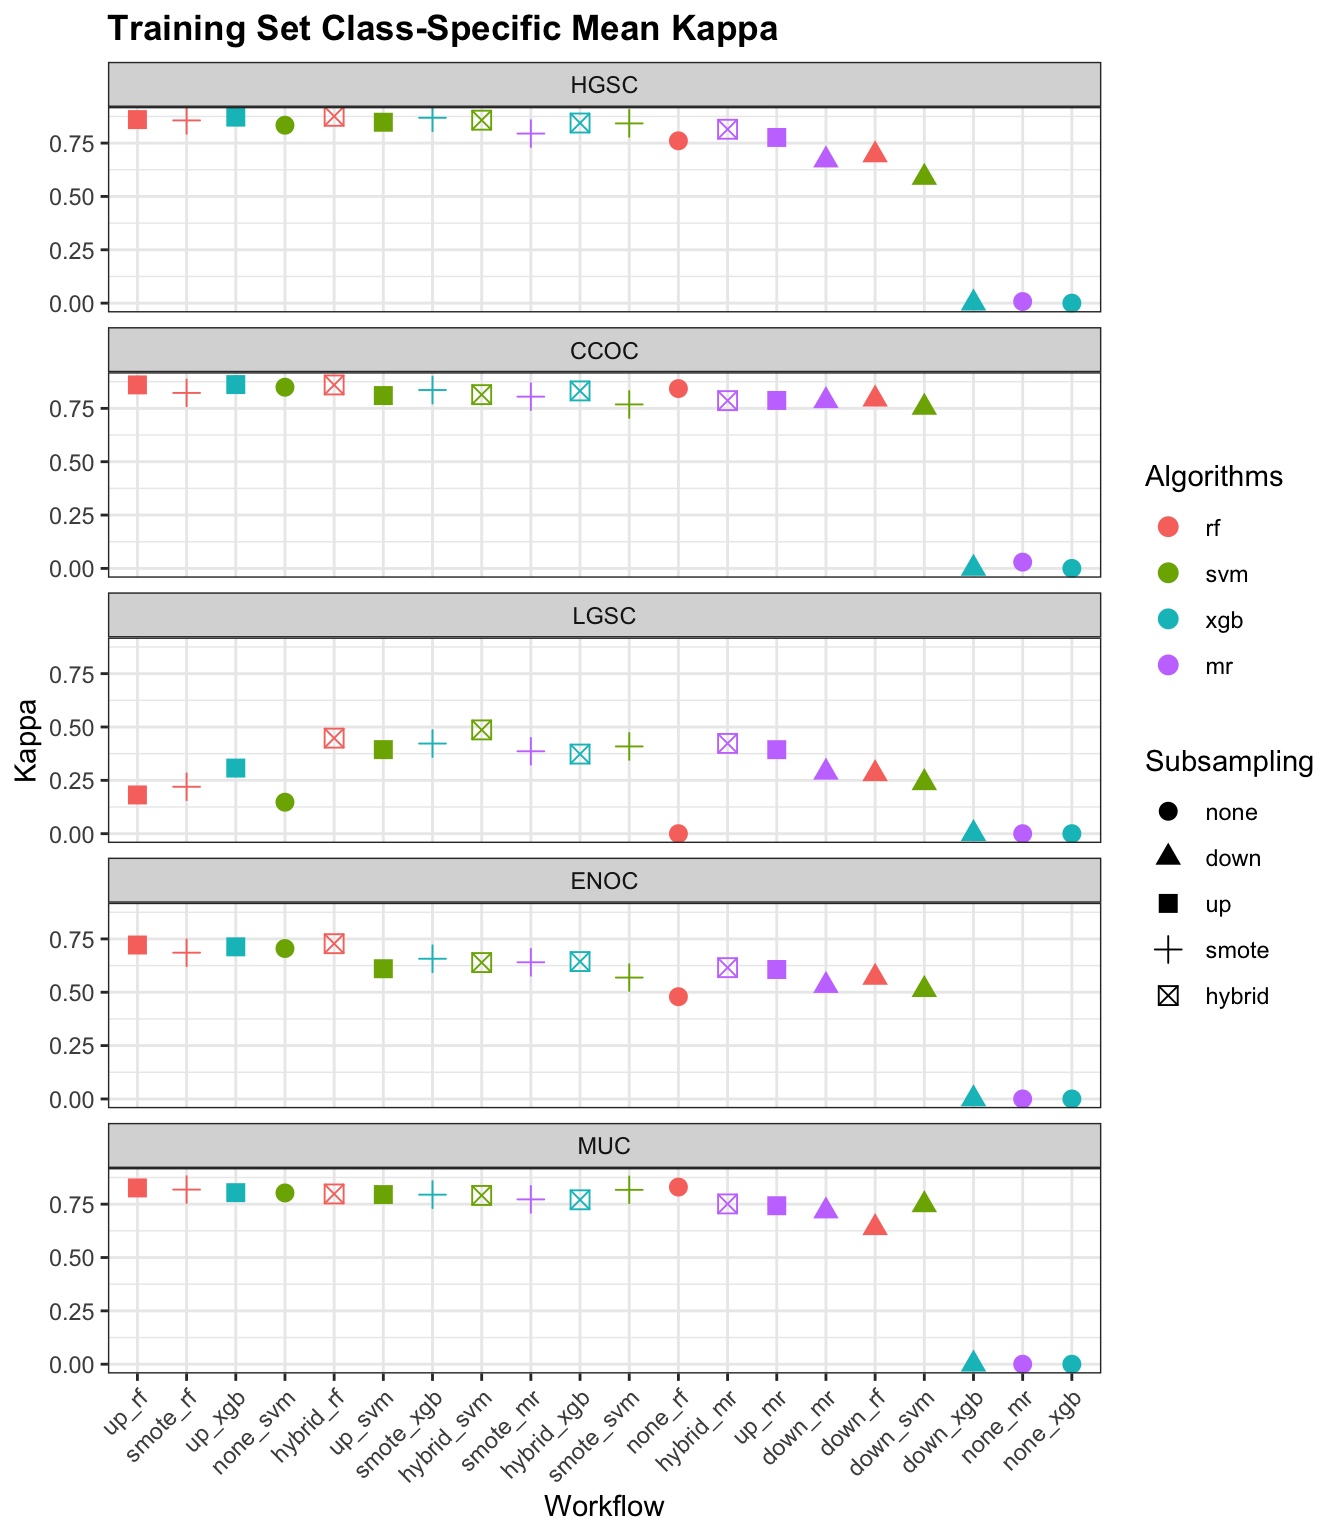 Training Set Class-Specific Mean Kappa
HGSC
0.75
0.50
0.25
0.00
CCOC
0.75
0.50
0.25
0.00
LGSC
0.75
0.50
0.25
0.00
ENOC
0.75
0.50
0.25
0.00
MUC
0.75
0.50
0.25
0.00
Kappa
up_rf
smote_rf
up_xgb
none_svm
hybrid_rf
up_svm
smote_xgb
hybrid_svm
smote_mr
hybrid_xgb
smote_svm
none_rf
hybrid_mr
up_mr
down_mr
down_rf
down_svm
down_xgb
none_mr
none_xgb
Workflow
Algorithms
rf
svm
xgb
mr
Subsampling
none
down
up
smote
hybrid